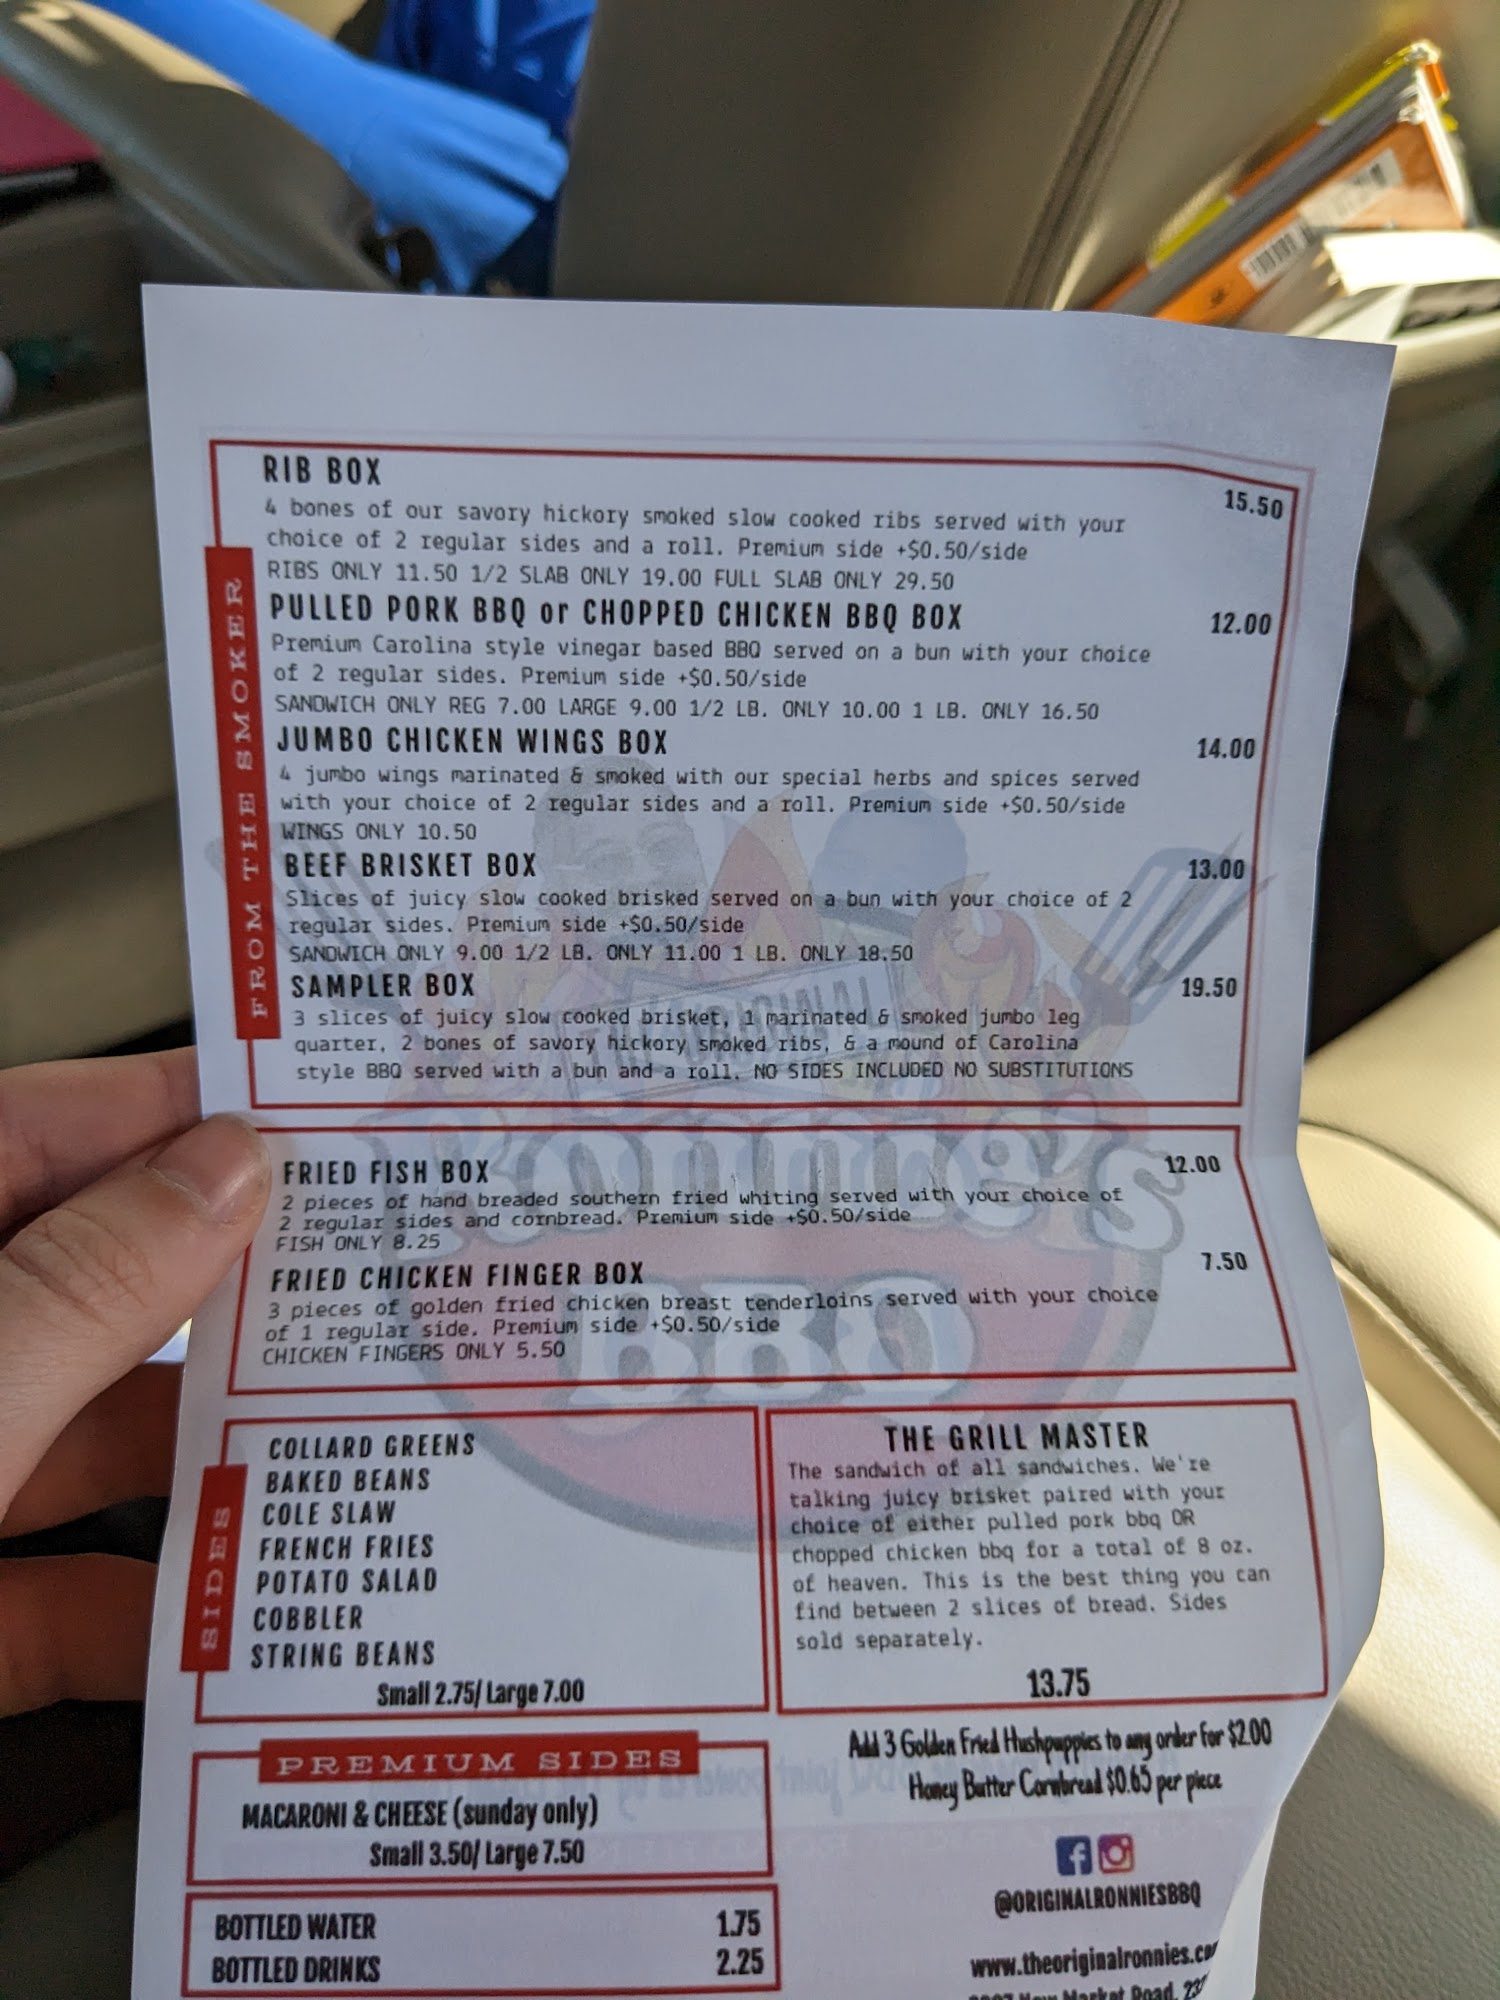 RIB BOX 15.50
4 bones of our savory hickory smoked slow cooked ribs served with your
choice of 2 regular sides and a roll. Premium side +$0.50/side
RIBS ONLY 11.50 1/2 SLAB ONLY 19.00 FULL SLAB ONLY 29.50
PULLED PORK BBQ or CHOPPED CHICKEN BBQ BOX 12.00
Premium Carolina style vinegar based BBQ served on a bun with your choice
of 2 regular sides. Premium side +$0.50/side
SANDWICH ONLY REG 7.00 LARGE 9.00 1/2 LB. ONLY 10.00 1 LB. ONLY 16.50
JUMBO CHICKEN WINGS BOX 14.00
4 jumbo wings marinated & smoked with our special herbs and spices served
with your choice of 2 regular sides and a roll. Premium side +$0.50/side
WINGS ONLY 10.50
BEEF BRISKET BOX 13.00
Slices of juicy slow cooked brisked served on a bun with your choice of 2
regular sides. Premium side +$0.50/side
SANDWICH ONLY 9.00 1/2 LB. ONLY 11.00 1 LB. ONLY 18.50
SAMPLER BOX 19.50
3 slices of juicy slow cooked brisket, 1 marinated & smoked jumbo leg
quarter, 2 bones of savory hickory smoked ribs, & a mound of Carolina
style BBQ served with a bun and a roll. NO SIDES INCLUDED NO SUBSTITUTIONS
FROM THE SMOKER
THE ORIGINAL
Ronnie's
BBQ
FRIED FISH BOX 12.00
2 pieces of hand breaded southern fried whiting served with your choice of
2 regular sides and cornbread. Premium side +$0.50/side
FISH ONLY 8.25
FRIED CHICKEN FINGER BOX 7.50
3 pieces of golden fried chicken breast tenderloins served with your choice
of 1 regular side. Premium side +$0.50/side
CHICKEN FINGERS ONLY 5.50
SIDES
COLLARD GREENS
BAKED BEANS
COLE SLAW
FRENCH FRIES
POTATO SALAD
COBBLER
STRING BEANS
Small 2.75/ Large 7.00
THE GRILL MASTER
The sandwich of all sandwiches. We're
talking juicy brisket paired with your
choice of either pulled pork bbq OR
chopped chicken bbq for a total of 8 oz.
of heaven. This is the best thing you can
find between 2 slices of bread. Sides
sold separately.
13.75
PREMIUM SIDES
MACARONI & CHEESE (sunday only)
Small 3.50/ Large 7.50
BOTTLED WATER 1.75
BOTTLED DRINKS 2.25
Add 3 Golden Fried Hushpuppies to any order for $2.00
Honey Butter Cornbread $0.65 per piece
@ORIGINALRONNIESBBQ
www.theoriginalronnies.co
New Market Road, 23